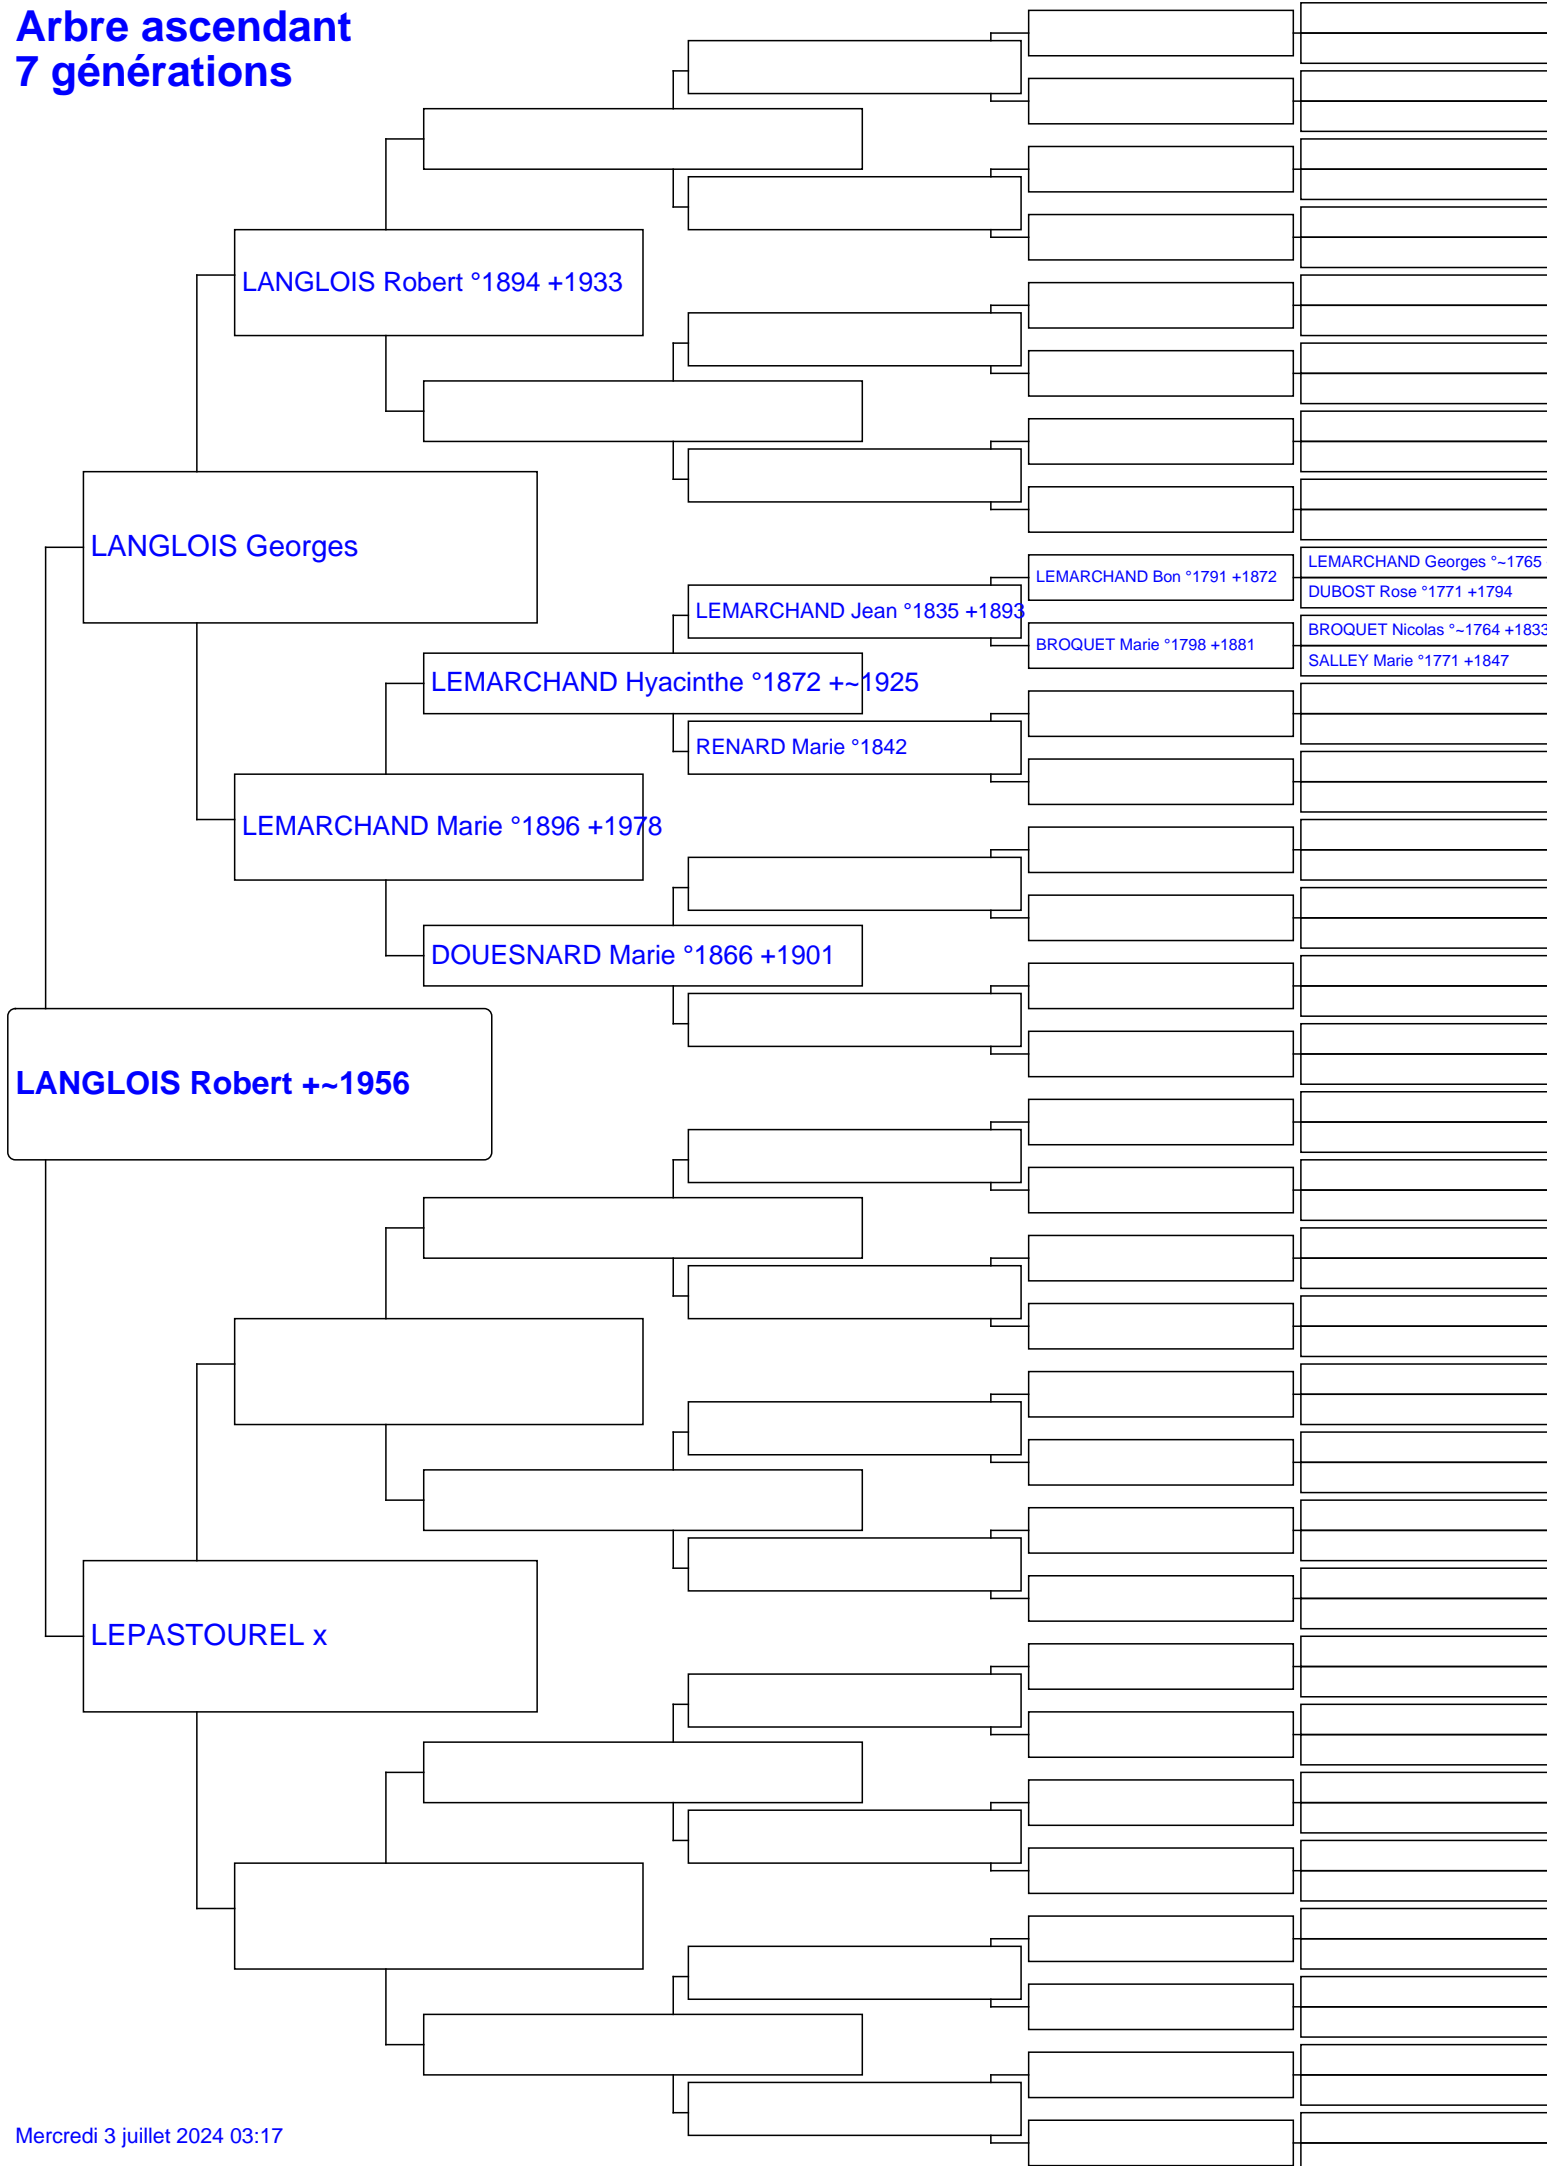 Arbre ascendant
7 générations
LANGLOIS Robert °1894 +1933
LANGLOIS Georges
LEMARCHAND Bon °1791 +1872
LEMARCHAND Georges °~1765
DUBOST Rose °1771 +1794
LEMARCHAND Jean °1835 +1893
BROQUET Marie °1798 +1881
BROQUET Nicolas °~1764 +1833
SALLEY Marie °1771 +1847
LEMARCHAND Hyacinthe °1872 +~1925
RENARD Marie °1842
LEMARCHAND Marie °1896 +1978
DOUESNARD Marie °1866 +1901
LANGLOIS Robert +~1956
LEPASTOUREL x
Mercredi 3 juillet 2024 03:17